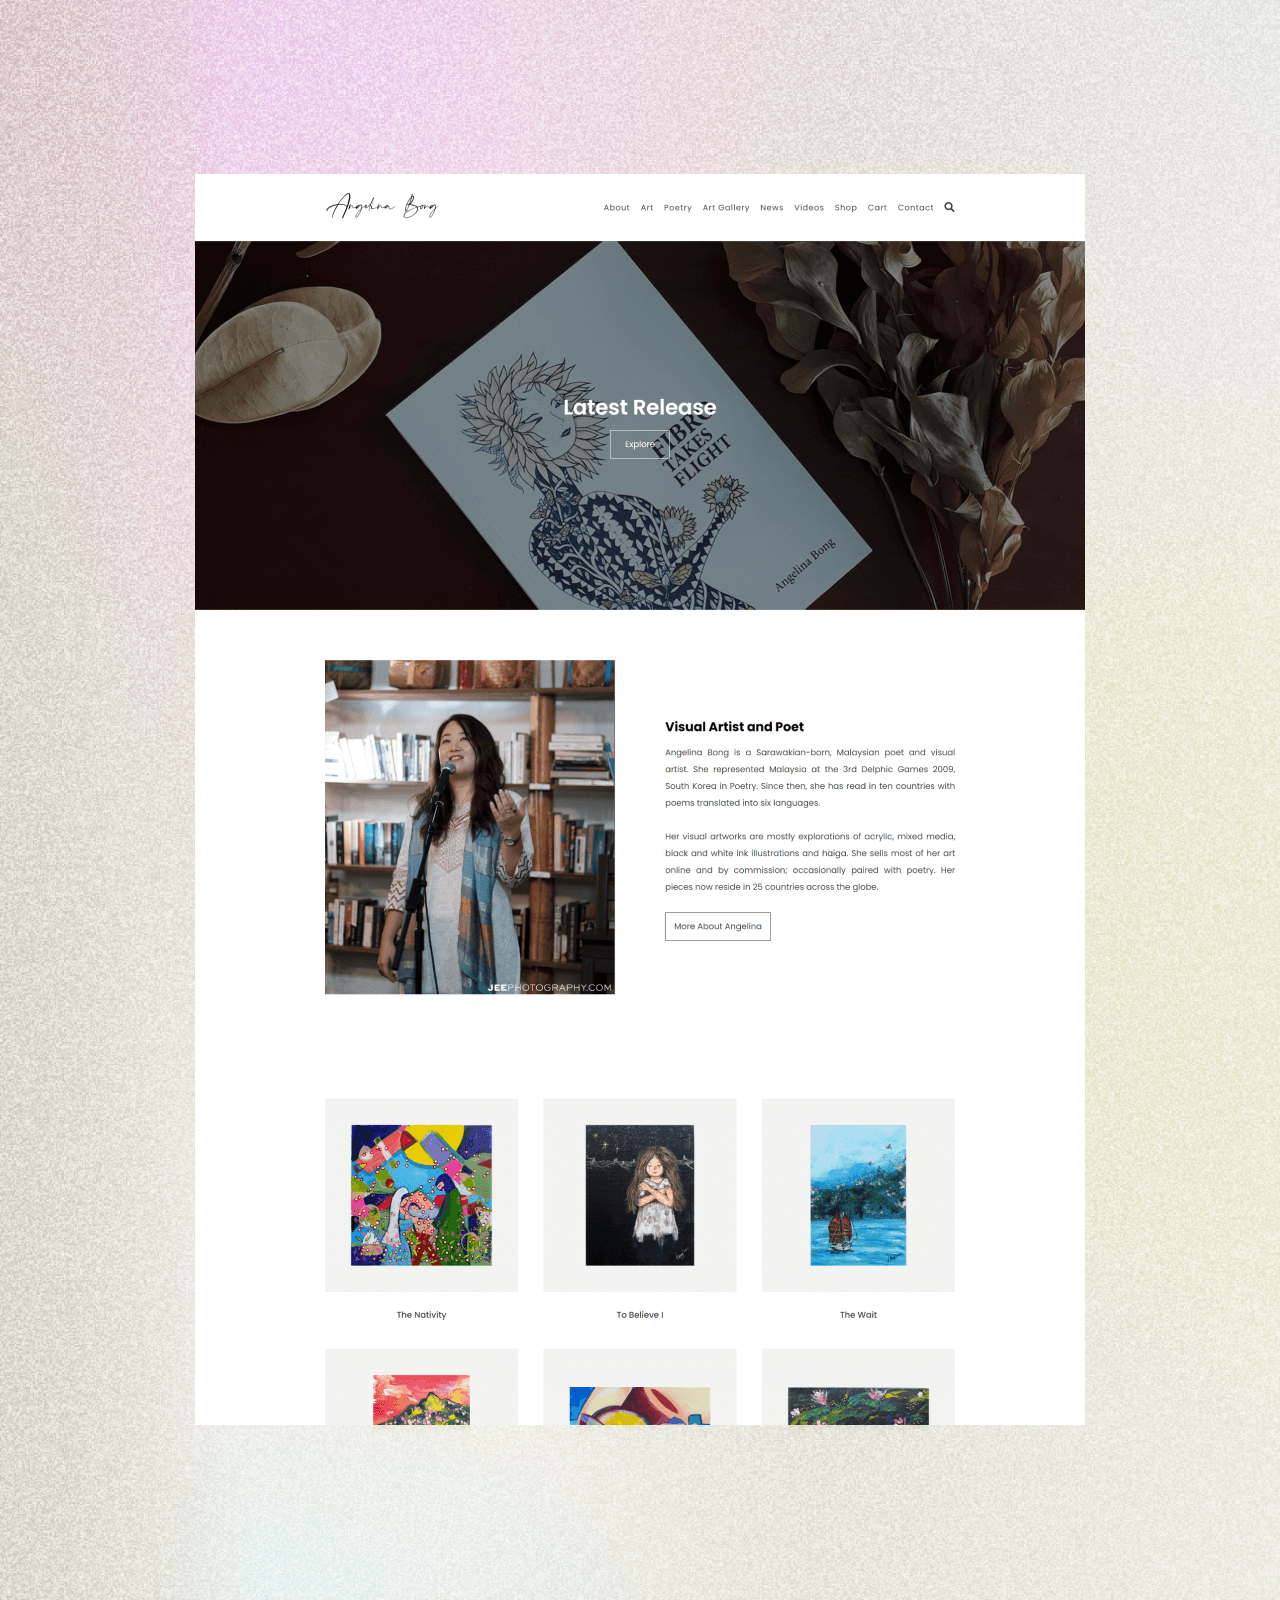 Angelina Bong
About Art Poetry Art Gallery News Videos Shop Cart Contact
Latest Release
Explore
FIBRO
TAKES
FLIGHT
Angelina Bong
JEEPHOTOGRAPHY.COM
Visual Artist and Poet
Angelina Bong is a Sarawakian-born, Malaysian poet and visual
artist. She represented Malaysia at the 3rd Delphic Games 2009,
South Korea in Poetry. Since then, she has read in ten countries with
poems translated into six languages.
Her visual artworks are mostly explorations of acrylic, mixed media,
black and white ink illustrations and haiga. She sells most of her art
online and by commission; occasionally paired with poetry. Her
pieces now reside in 25 countries across the globe.
More About Angelina
The Nativity
To Believe I
The Wait